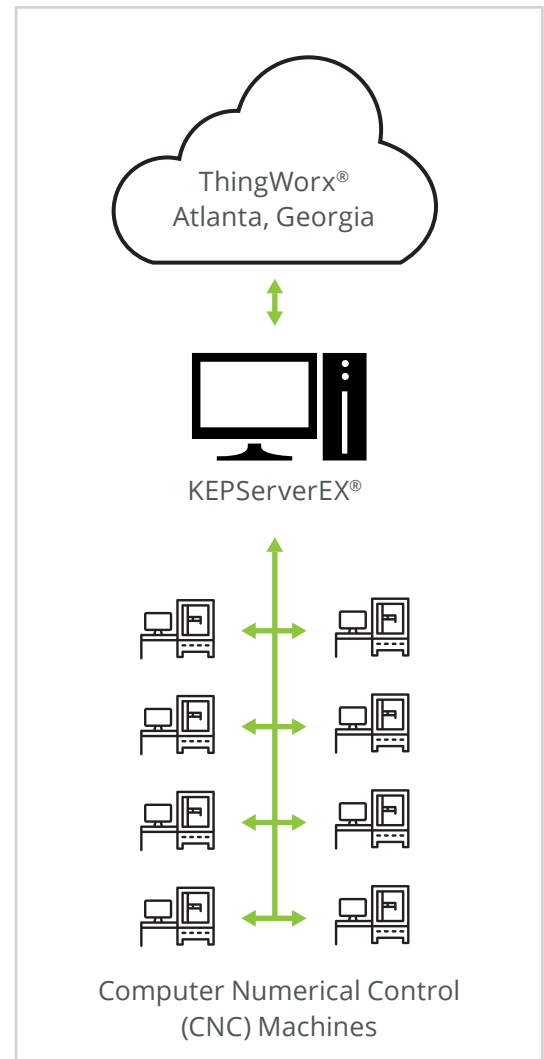 ThingWorx®
Atlanta, Georgia
KEPServerEX®
Computer Numerical Control
(CNC) Machines